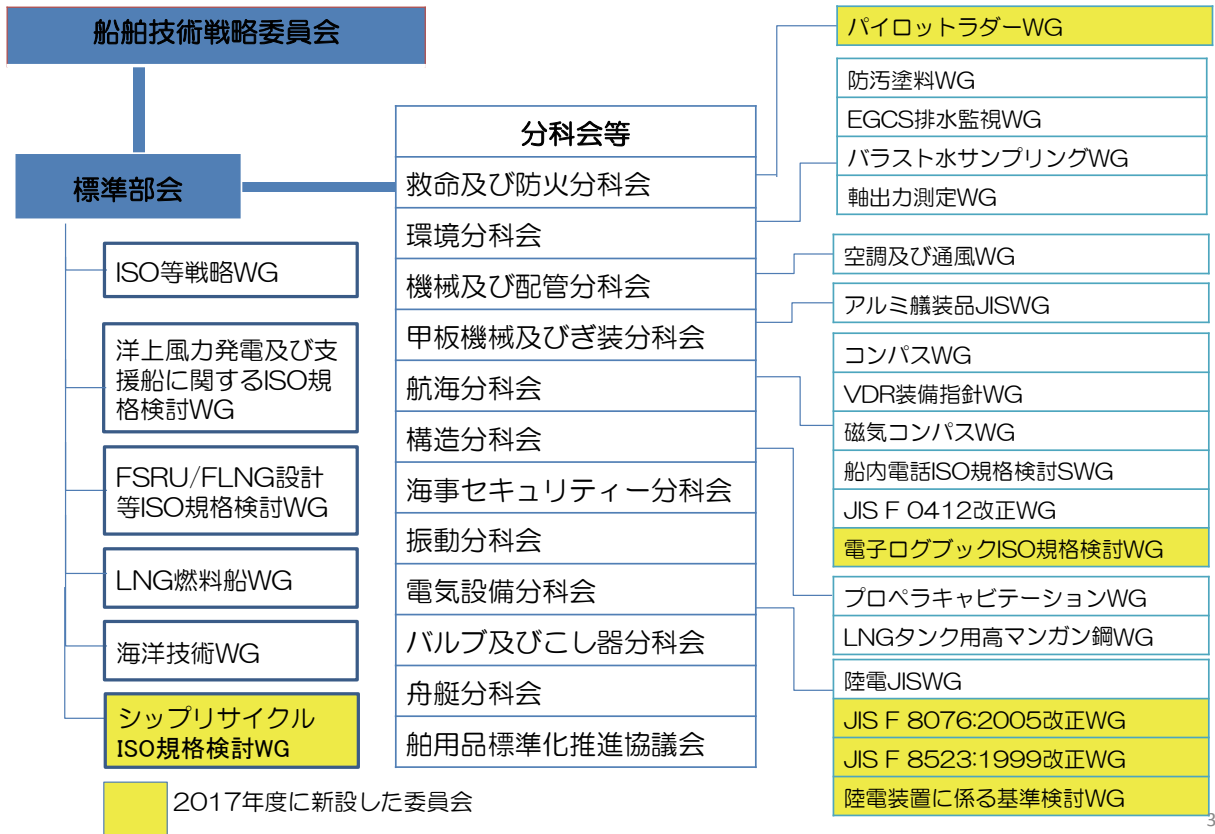 船舶技術戦略委員会
標準部会
ISO等戦略WG
洋上風力発電及び支
援船に関するISO規
格検討WG
FSRU/FLNG設計
等ISO規格検討WG
LNG燃料船WG
海洋技術WG
シップリサイクル
ISO規格検討WG
2017年度に新設した委員会
分科会等
救命及び防火分科会
環境分科会
機械及び配管分科会
甲板機械及びぎ装分科会
航海分科会
構造分科会
海事セキュリティー分科会
振動分科会
電気設備分科会
バルブ及びこし器分科会
舟艇分科会
舶用品標準化推進協議会
パイロットラダーWG
防汚塗料WG
EGCS排水監視WG
バラスト水サンプリングWG
軸出力測定WG
空調及び通風WG
アルミ艤装品JISWG
コンパスWG
VDR装備指針WG
磁気コンパスWG
船内電話ISO規格検討SWG
JIS F 0412改正WG
電子ログブックISO規格検討WG
プロペラキャビテーションWG
LNGタンク用高マンガン鋼WG
陸電JISWG
JIS F 8076:2005改正WG
JIS F 8523:1999改正WG
陸電装置に係る基準検討WG
3